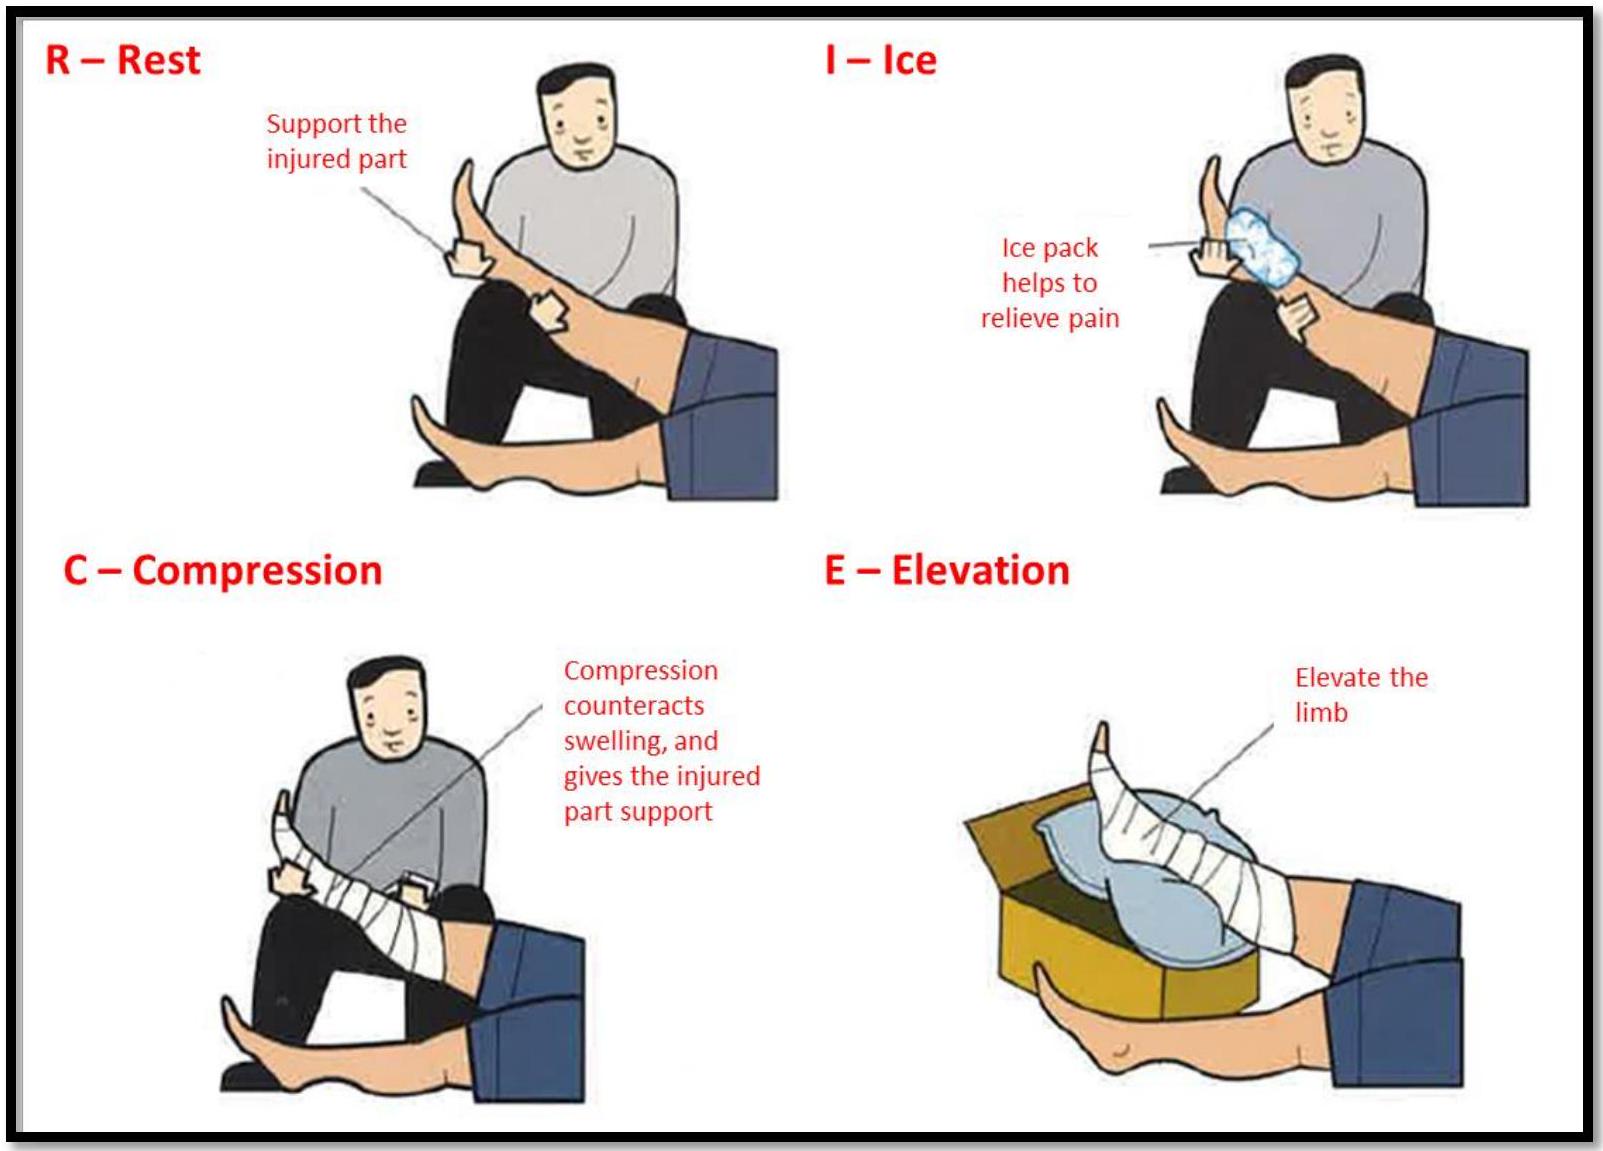 R – Rest
Support the
injured part
I – Ice
Ice pack
helps to
relieve pain
C – Compression
Compression
counteracts
swelling, and
gives the injured
part support
E – Elevation
Elevate the
limb